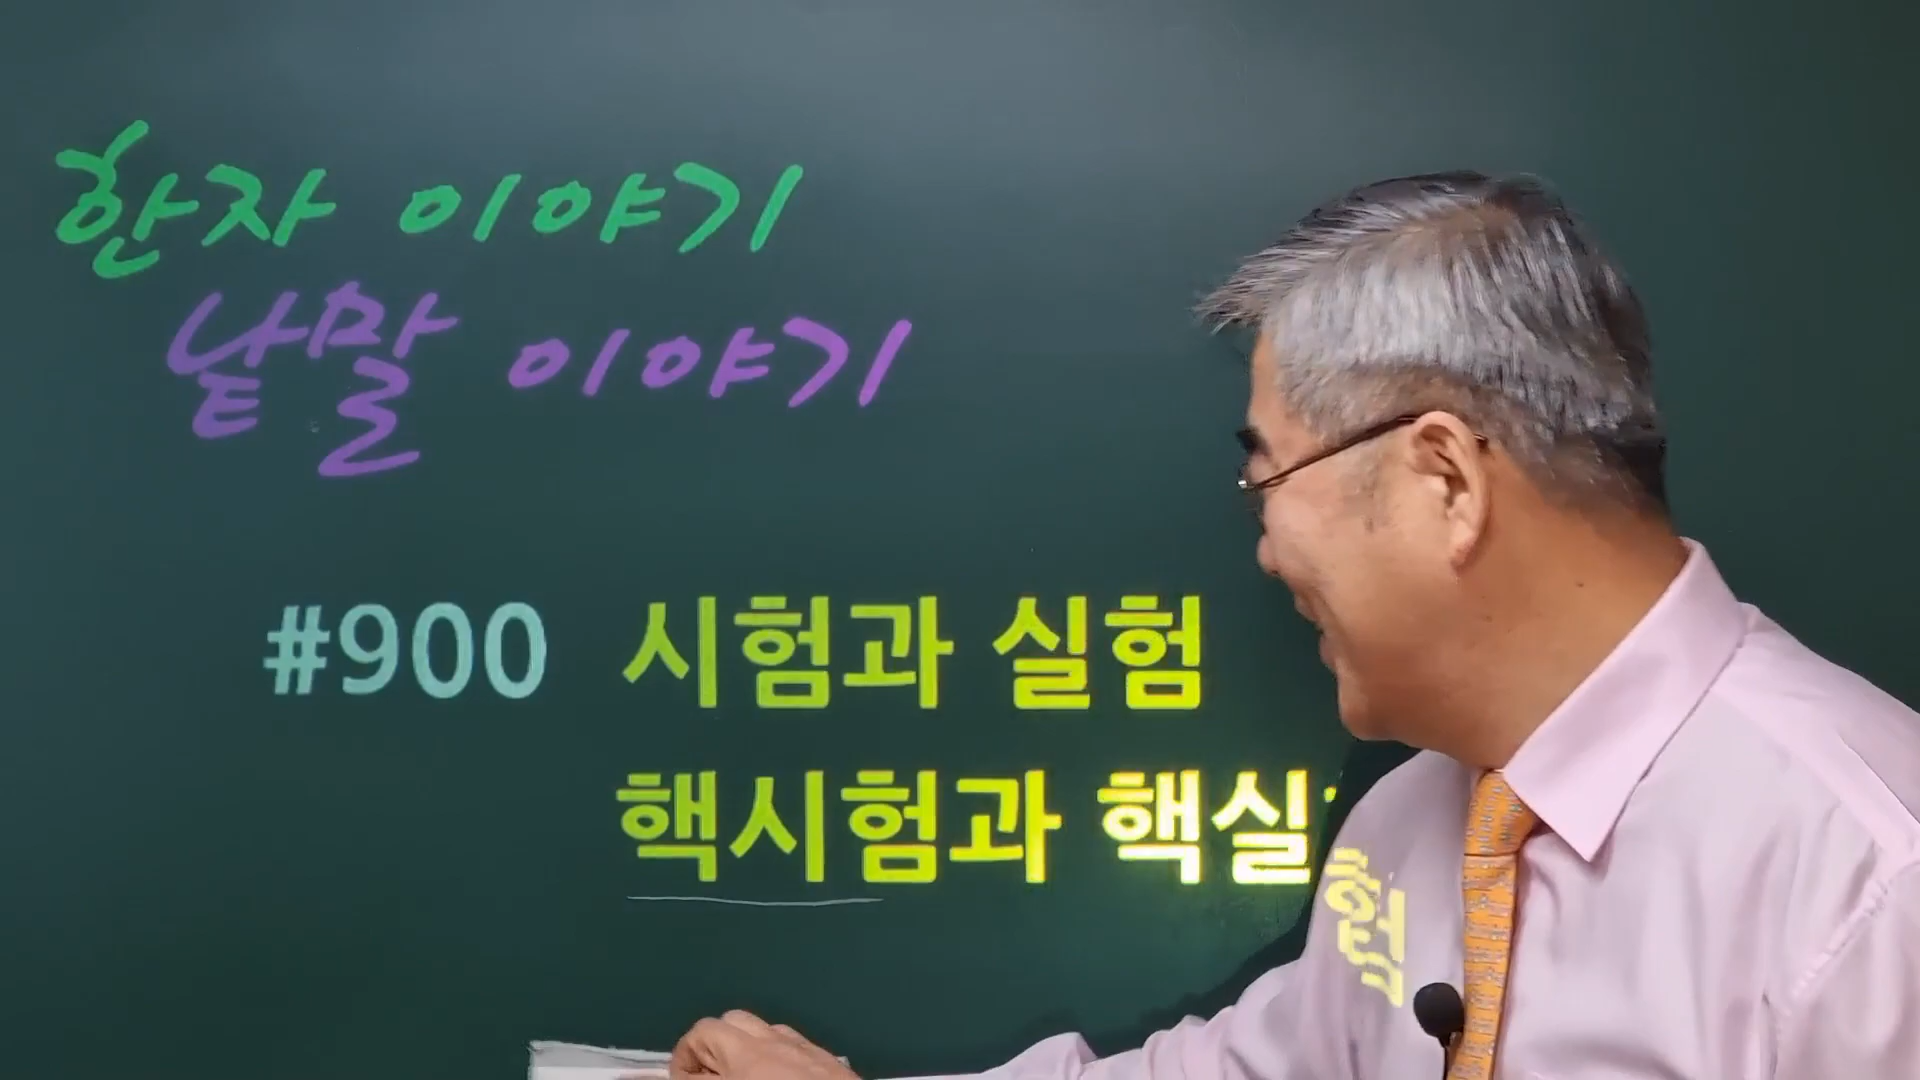 한자 이야기
낱말 이야기
#900 시험과 실험
핵시험과 핵실험